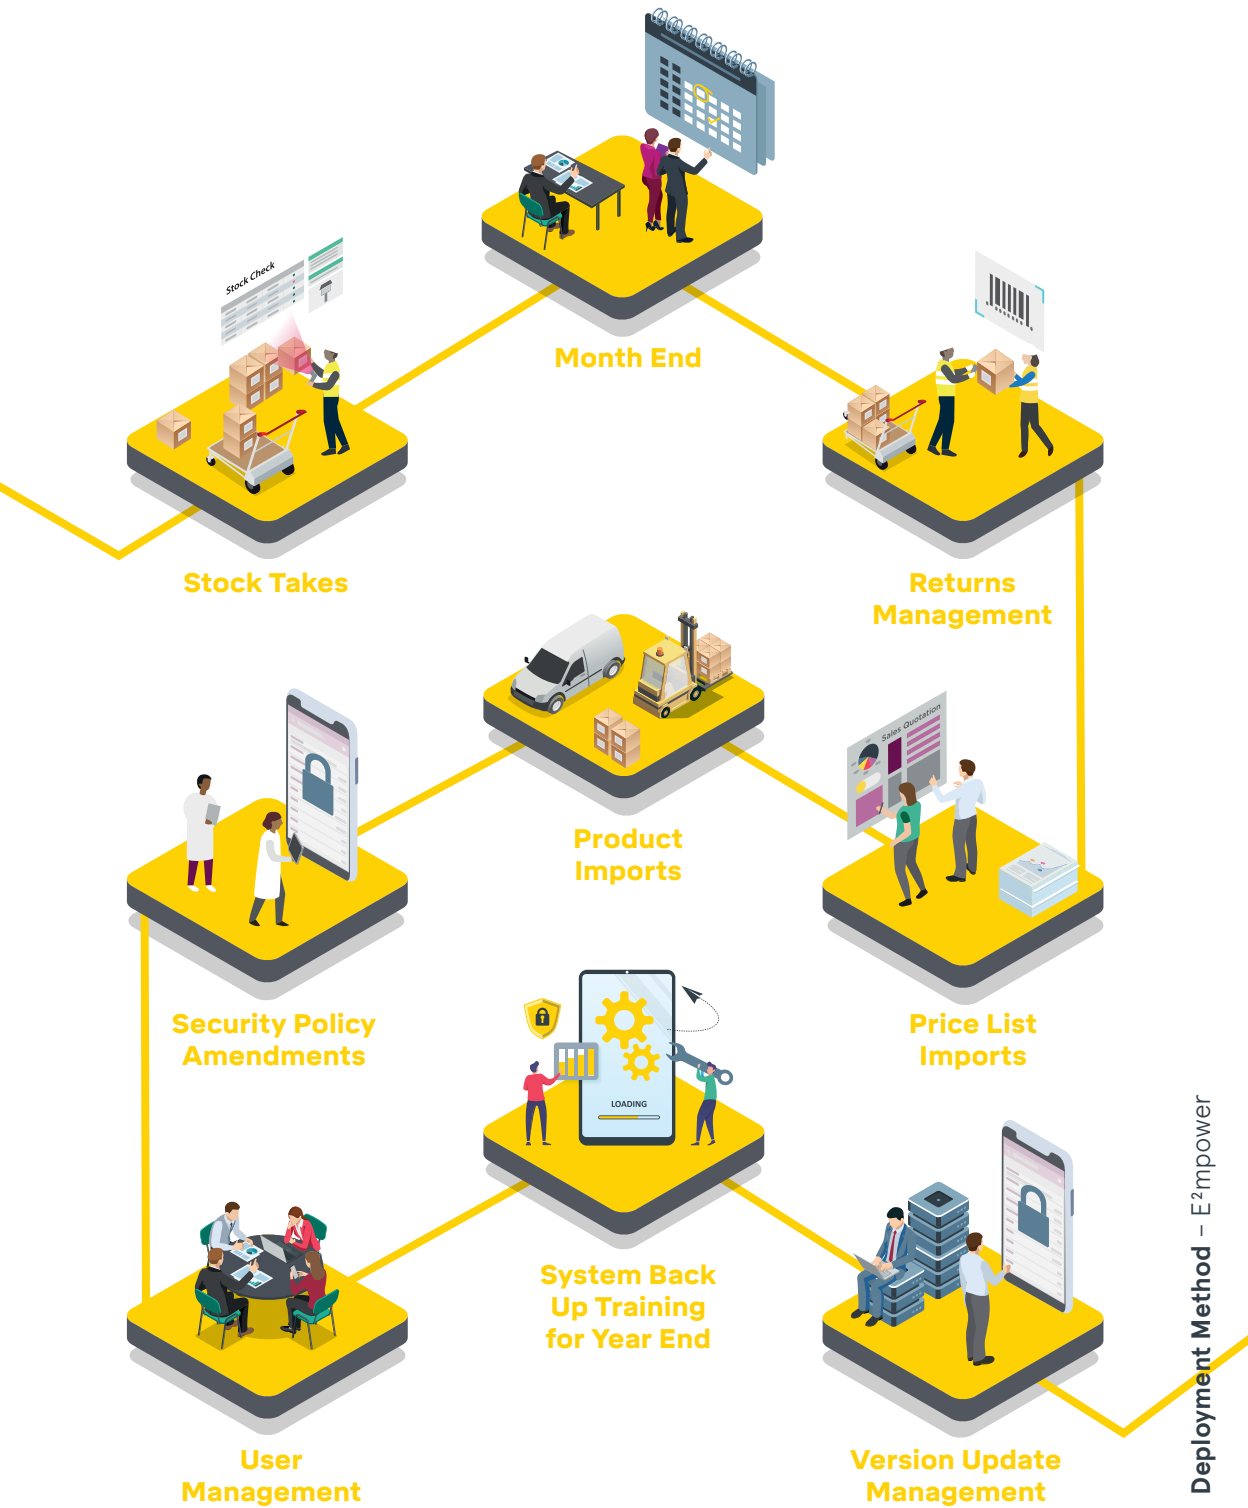 Month End
Stock Check
Stock Takes
Returns
Management
Product
Imports
Sales Quotation
Security Policy
Amendments
Price List
Imports
LOADING
System Back
Up Training
for Year End
User
Management
Version Update
Management
Deployment Method – E²mpower